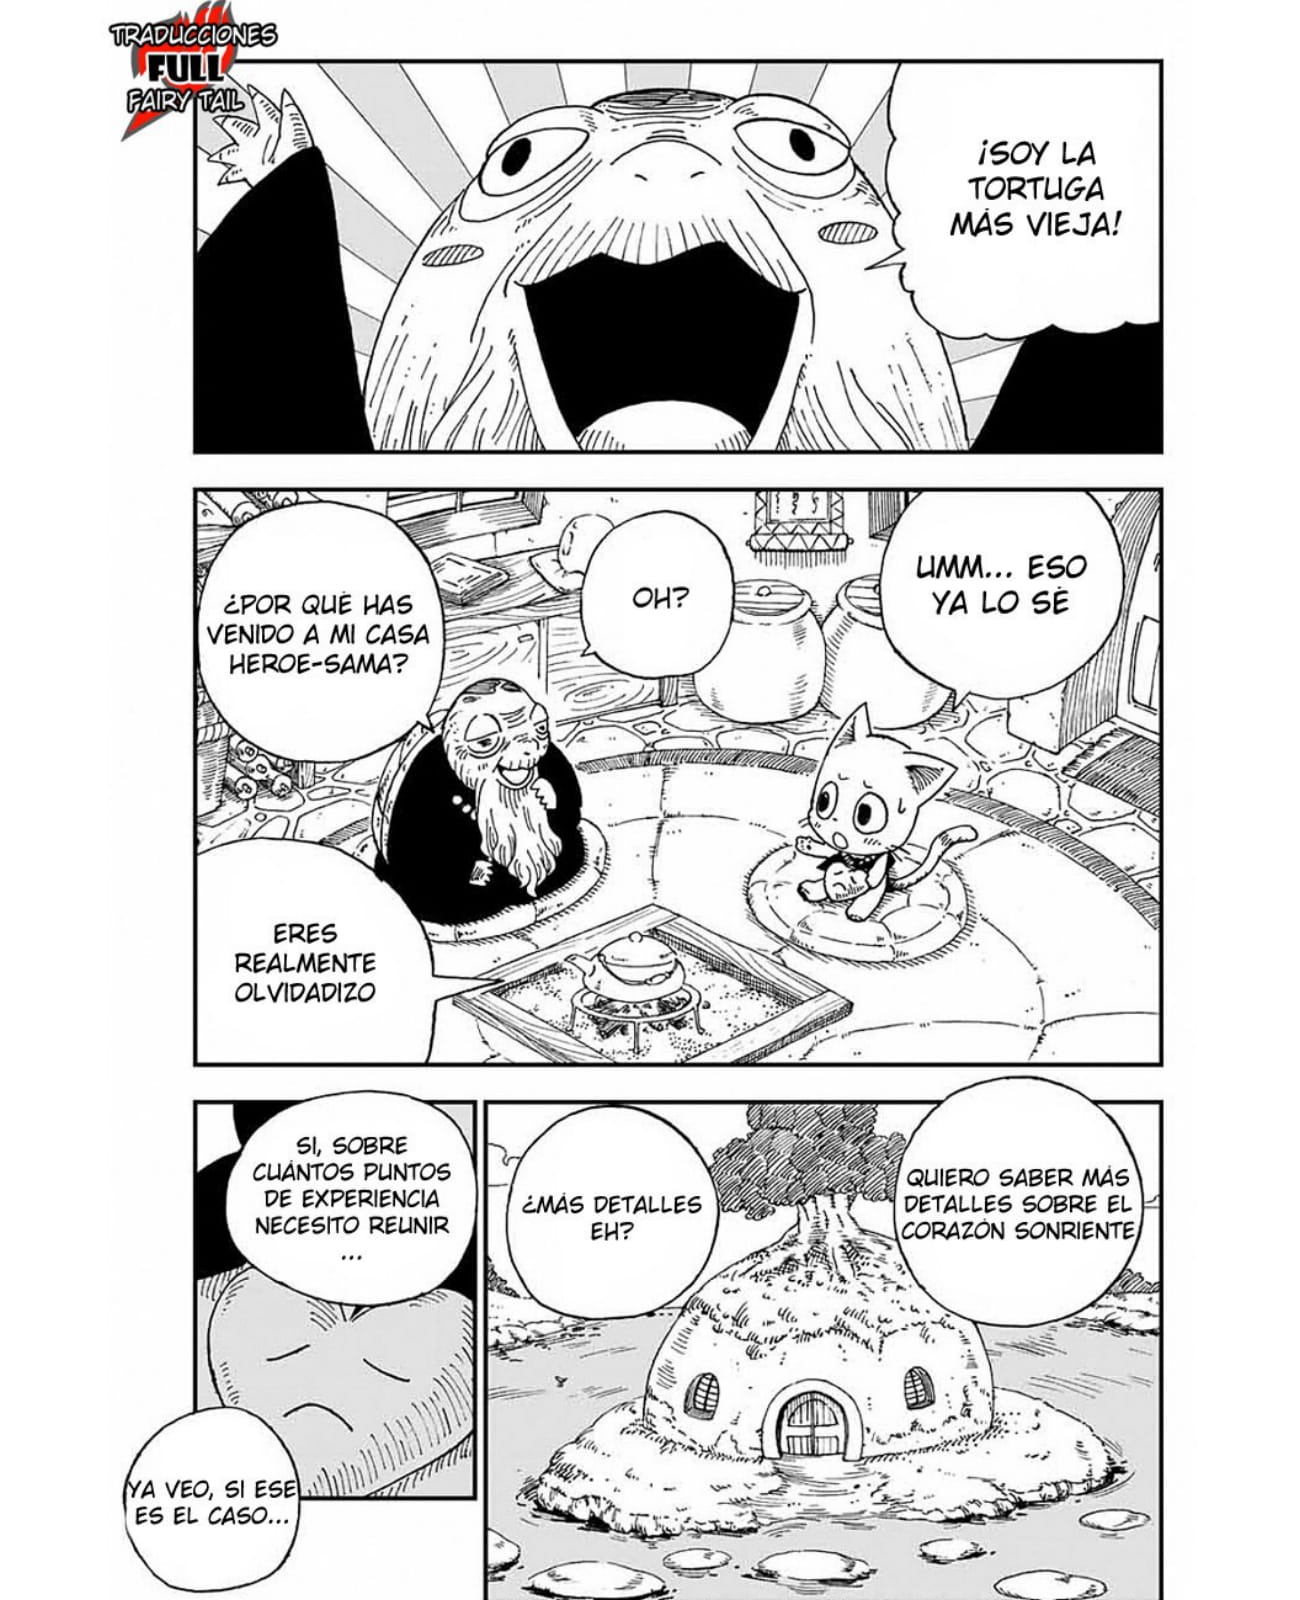 TRADUCCIONES
FULL
FAIRY TAIL
¡SOY LA
TORTUGA
MÁS VIEJA!
UMM... ESO
YA LO SÉ
OH?
¿POR QUÉ HAS
VENIDO A MI CASA
HEROE-SAMA?
ERES
REALMENTE
OLVIDADIZO
QUIERO SABER MÁS
DETALLES SOBRE EL
CORAZÓN SONRIENTE
¿MÁS DETALLES
EH?
SI, SOBRE
CUÁNTOS PUNTOS
DE EXPERIENCIA
NECESITO REUNIR
...
YA VEO, SI ESE
ES EL CASO...